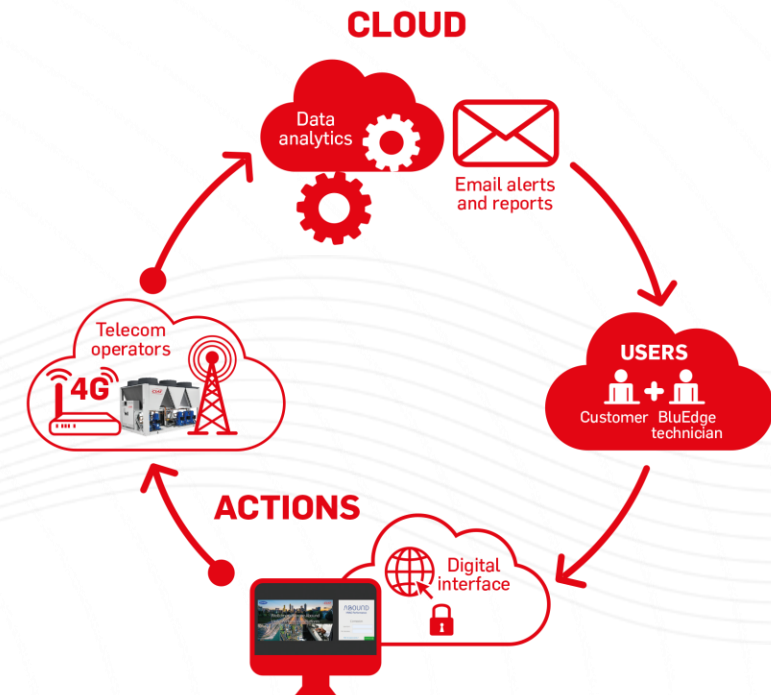 CLOUD
Data
analytics
Email alerts
and reports
Telecom
operators
4G
USERS
Customer
BluEdge
technician
ACTIONS
Digital
interface